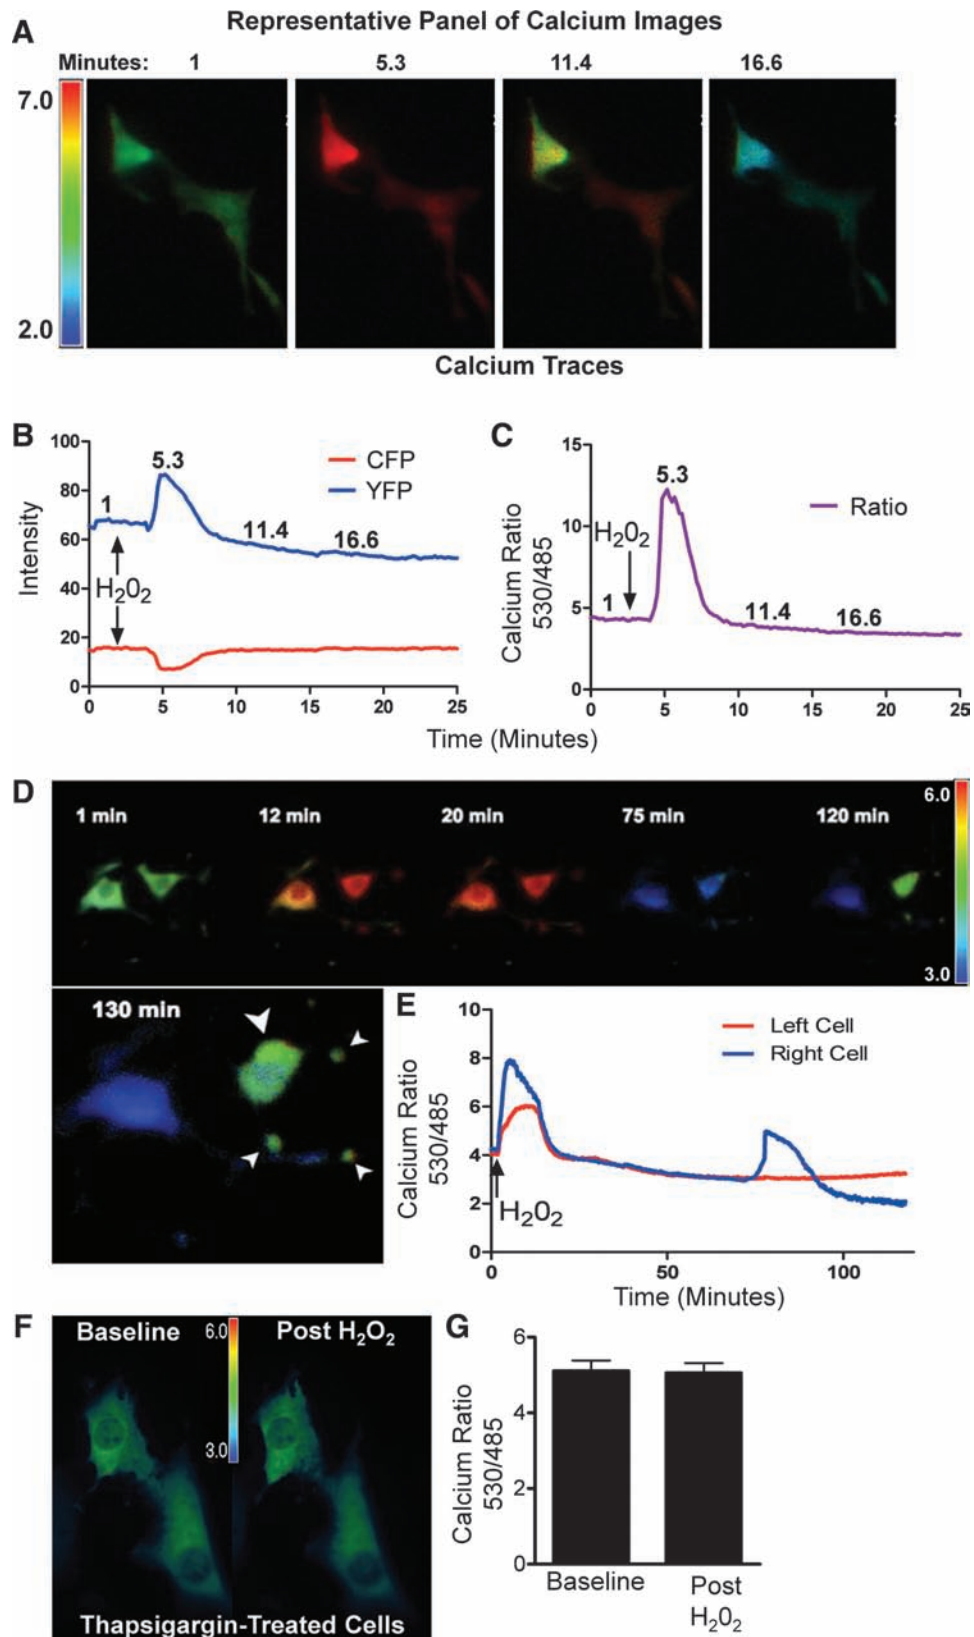 A
Representative Panel of Calcium Images
Minutes: 1 5.3 11.4 16.6
7.0
2.0
Calcium Traces
B
100
80
60
40
20
0
Intensity
5.3
1
11.4
16.6
H2O2
CFP
YFP
0 5 10 15 20 25
C
15
10
5
0
Calcium Ratio
530/485
5.3
H2O2
1
11.4
16.6
Ratio
0 5 10 15 20 25
Time (Minutes)
D
1 min 12 min 20 min 75 min 120 min
6.0
3.0
130 min
E
10
8
6
4
2
0
Calcium Ratio
530/485
Left Cell
Right Cell
H2O2
0 50 100
Time (Minutes)
F
Baseline
Post H2O2
6.0
3.0
Thapsigargin-Treated Cells
G
6
4
2
0
Calcium Ratio
530/485
Baseline
Post
H2O2